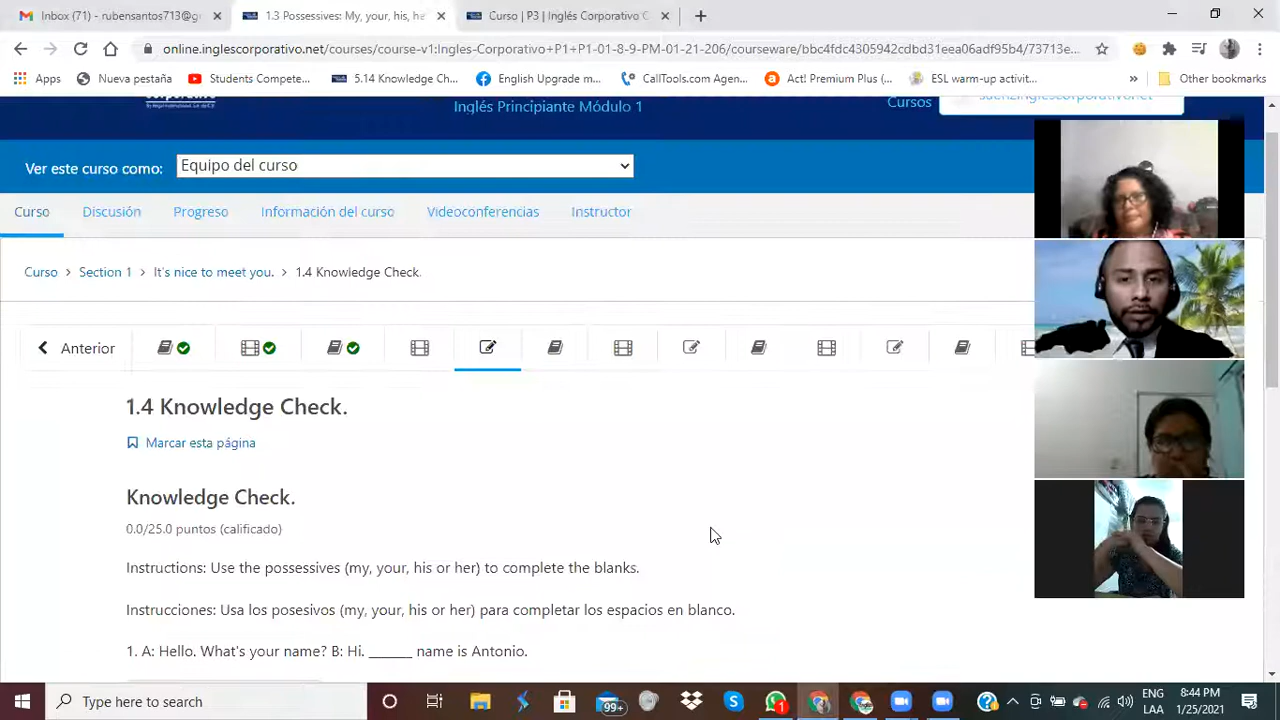 Inbox (71) - rubensantos713@g
1.3 Possessives: My, your, his, he
Curso | P3 | Inglés Corporativo C
online.inglescorporativo.net/courses/course-v1:Ingles-Corporativo+P1+P1-01-8-9-PM-01-21-206/courseware/bbc4fdc4305942cdbd31eea06adf95b4/73713e...
Apps
Nueva pestaña
Students Compete...
5.14 Knowledge Ch...
English Upgrade m...
CallTools.com en...
Act! Premium Plus (...
ESL warm-up activit...
»
Other bookmarks
Inglés Principiante Módulo 1
Cursos
Ver este curso como:
Equipo del curso
Curso
Discusión
Progreso
Información del curso
Videoconferencias
Instructor
Curso > Section 1 > It's nice to meet you. > 1.4 Knowledge Check.
Anterior
1.4 Knowledge Check.
Marcar esta página
Knowledge Check.
0.0/25.0 puntos (calificado)
Instructions: Use the possessives (my, your, his or her) to complete the blanks.
Instrucciones: Usa los posesivos (my, your, his or her) para completar los espacios en blanco.
1. A: Hello. What's your name? B: Hi. ______ name is Antonio.
Type here to search
99+
1
ENG
LAA
8:44 PM
1/25/2021